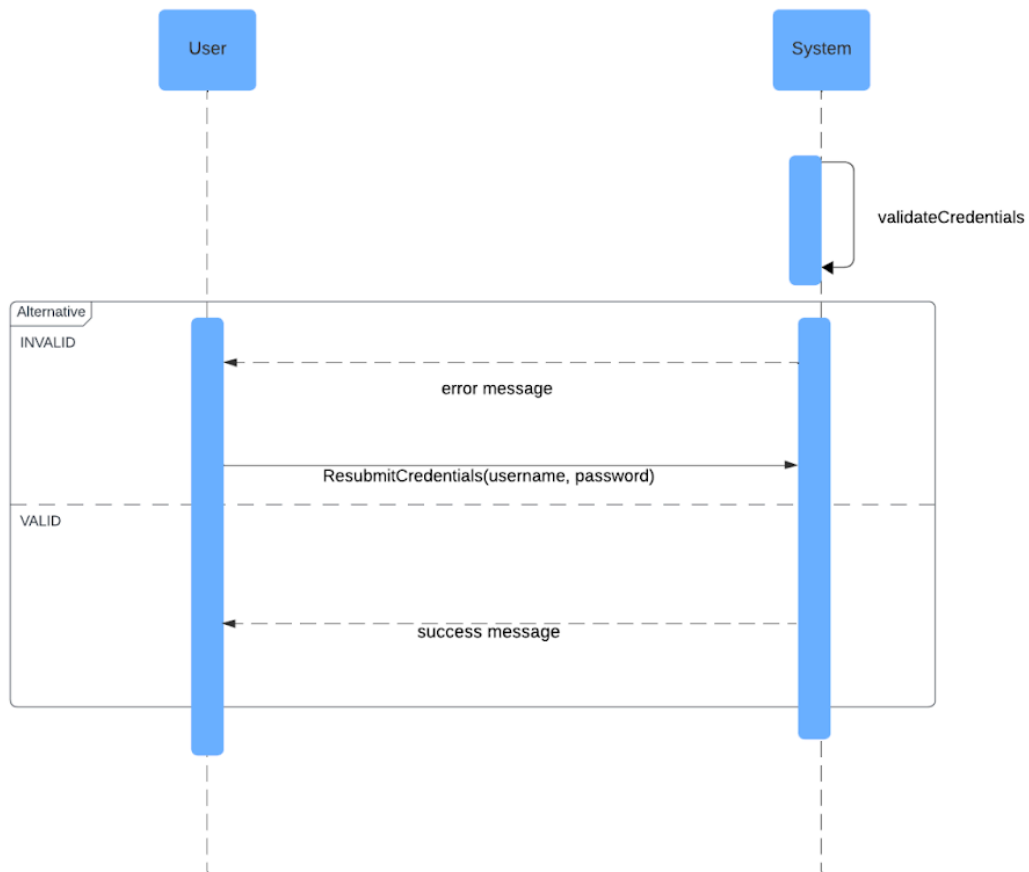 User
System
validateCredentials
Alternative
INVALID
error message
ResubmitCredentials(username, password)
VALID
success message